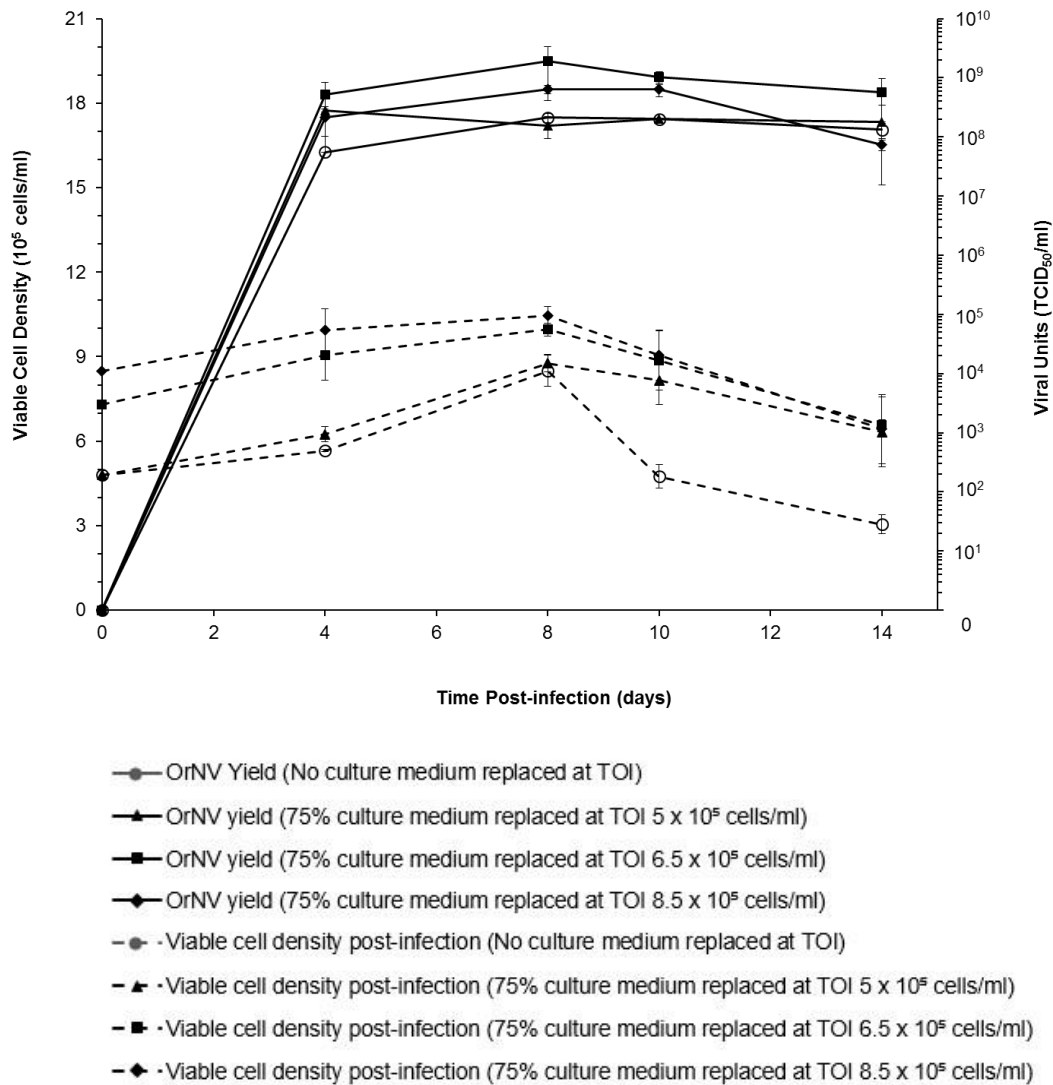 21
18
15
12
9
6
3
0
Viable Cell Density (10⁵ cells/ml)
10¹⁰
10⁹
10⁸
10⁷
10⁶
10⁵
10⁴
10³
10²
10¹
0
Viral Units (TCID₅₀/ml)
0 2 4 6 8 10 12 14
Time Post-infection (days)
OrNV Yield (No culture medium replaced at TOI)
OrNV yield (75% culture medium replaced at TOI 5 x 10⁵ cells/ml)
OrNV yield (75% culture medium replaced at TOI 6.5 x 10⁵ cells/ml)
OrNV yield (75% culture medium replaced at TOI 8.5 x 10⁵ cells/ml)
Viable cell density post-infection (No culture medium replaced at TOI)
Viable cell density post-infection (75% culture medium replaced at TOI 5 x 10⁵ cells/ml)
Viable cell density post-infection (75% culture medium replaced at TOI 6.5 x 10⁵ cells/ml)
Viable cell density post-infection (75% culture medium replaced at TOI 8.5 x 10⁵ cells/ml)